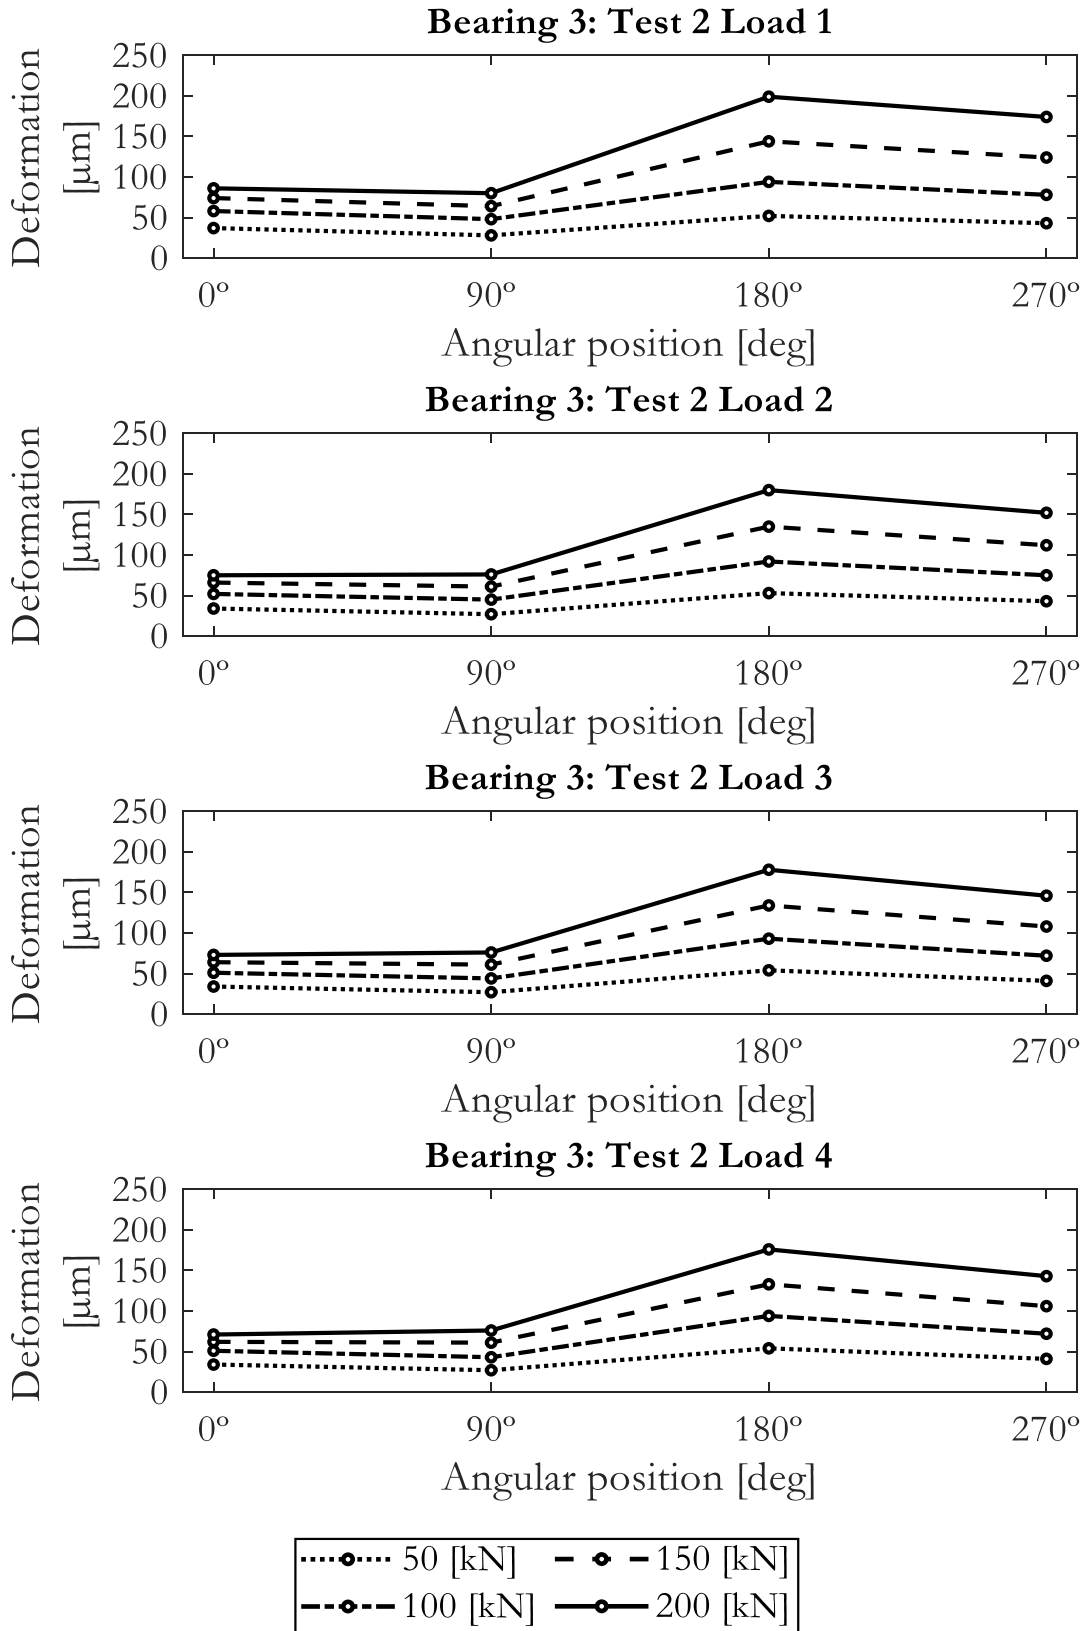 Bearing 3: Test 2 Load 1
Deformation
[µm]
250
200
150
100
50
0
0º 90º 180º 270º
Angular position [deg]
Bearing 3: Test 2 Load 2
Deformation
[µm]
250
200
150
100
50
0
0º 90º 180º 270º
Angular position [deg]
Bearing 3: Test 2 Load 3
Deformation
[µm]
250
200
150
100
50
0
0º 90º 180º 270º
Angular position [deg]
Bearing 3: Test 2 Load 4
Deformation
[µm]
250
200
150
100
50
0
0º 90º 180º 270º
Angular position [deg]
50 [kN] 150 [kN]
100 [kN] 200 [kN]